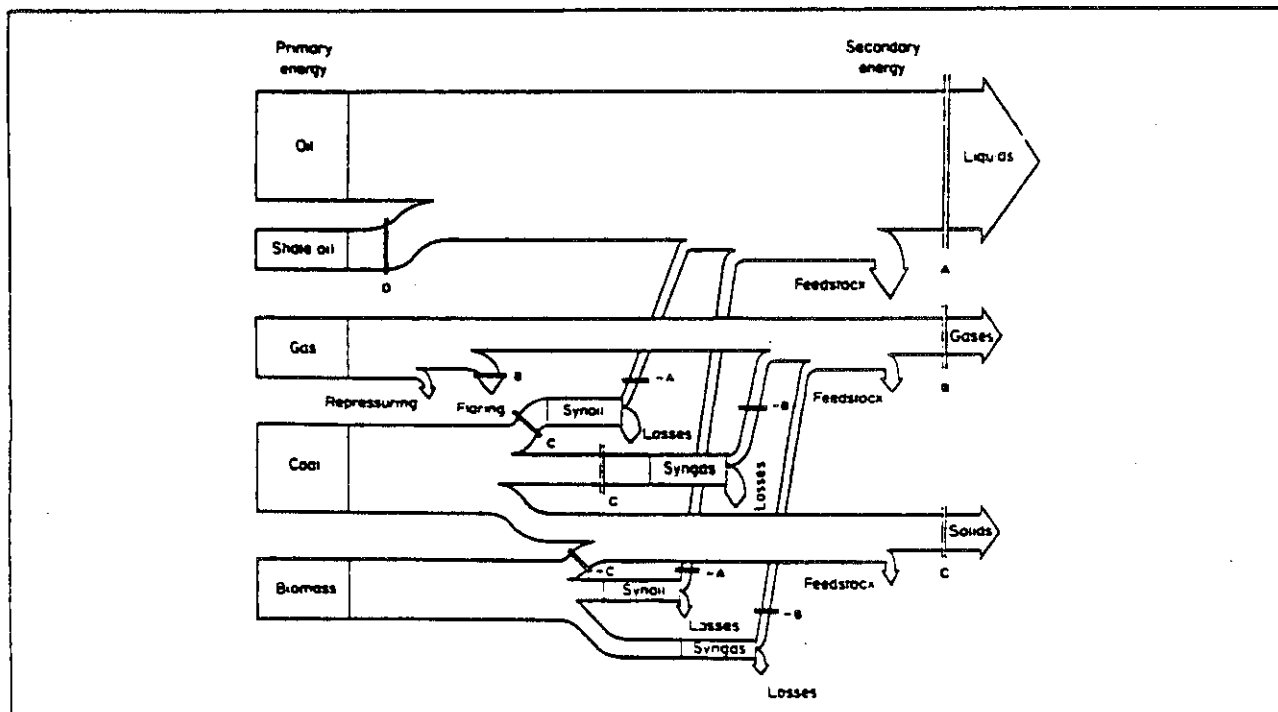 Primary
energy
Secondary
energy
Oil
Liquids
Shale oil
D
Feedstock
A
Gas
Gases
B
-A
Repressuring
Flaring
-B
Feedstock
B
Synoil
Losses
C
Coal
Syngas
Losses
C
Solids
-C
-A
Feedstock
C
Biomass
Synoil
-B
Losses
Syngas
Losses